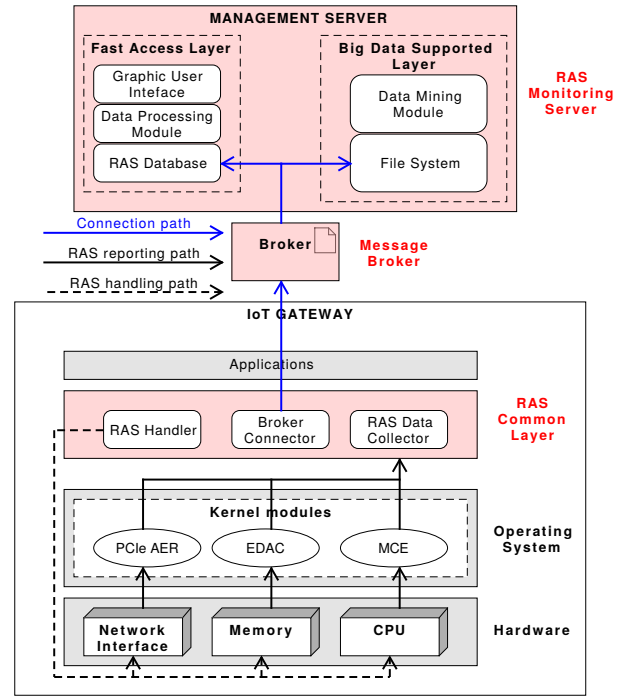 MANAGEMENT SERVER
Fast Access Layer
Graphic User
Inteface
Data Processing
Module
RAS Database
Big Data Supported
Layer
Data Mining
Module
File System
RAS
Monitoring
Server
Connection path
RAS reporting path
RAS handling path
Broker
Message
Broker
IoT GATEWAY
Applications
RAS Handler
Broker
Connector
RAS Data
Collector
RAS
Common
Layer
Kernel modules
PCIe AER
EDAC
MCE
Operating
System
Network
Interface
Memory
CPU
Hardware